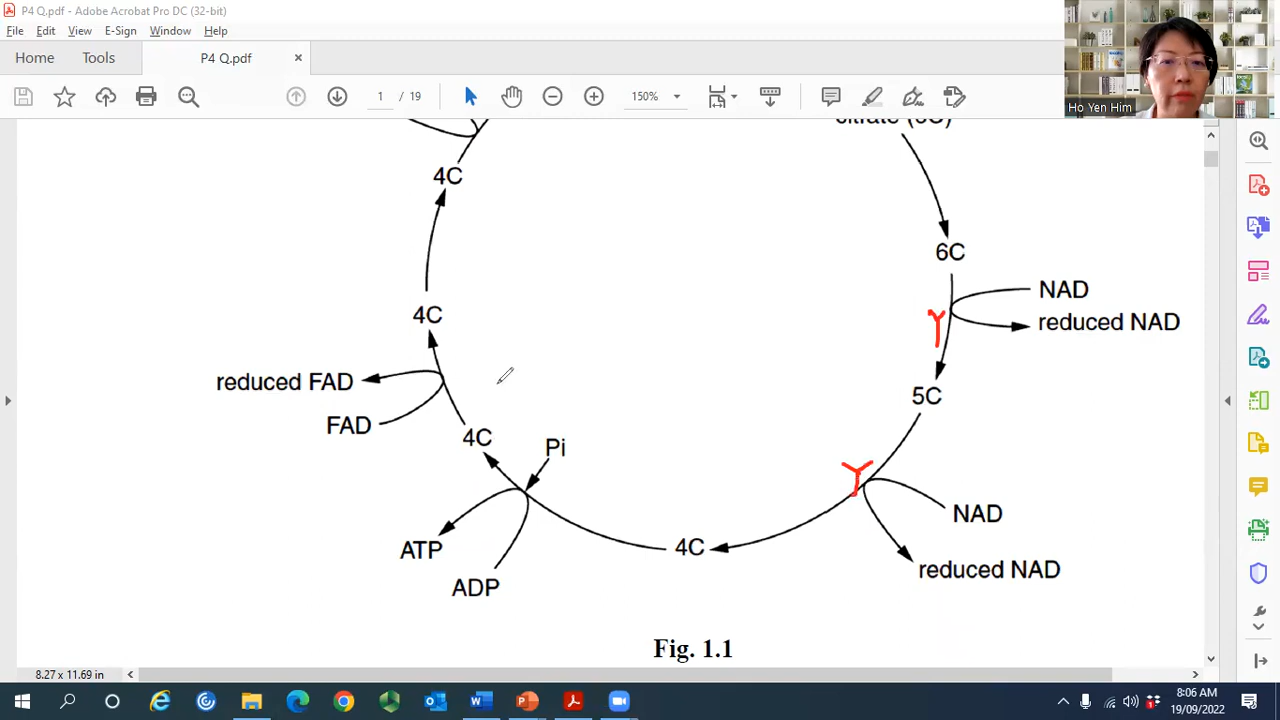 P4 Q.pdf - Adobe Acrobat Pro DC (32-bit)
File Edit View E-Sign Window Help
Home Tools P4 Q.pdf ×
1 / 19 150%
Ho Yen Him
citrate (6C)
4C
6C
NAD
4C
Y
reduced NAD
reduced FAD
5C
FAD
4C
Pi
Y
NAD
ATP
4C
reduced NAD
ADP
Fig. 1.1
8.27 x 11.69 in
8:06 AM
19/09/2022